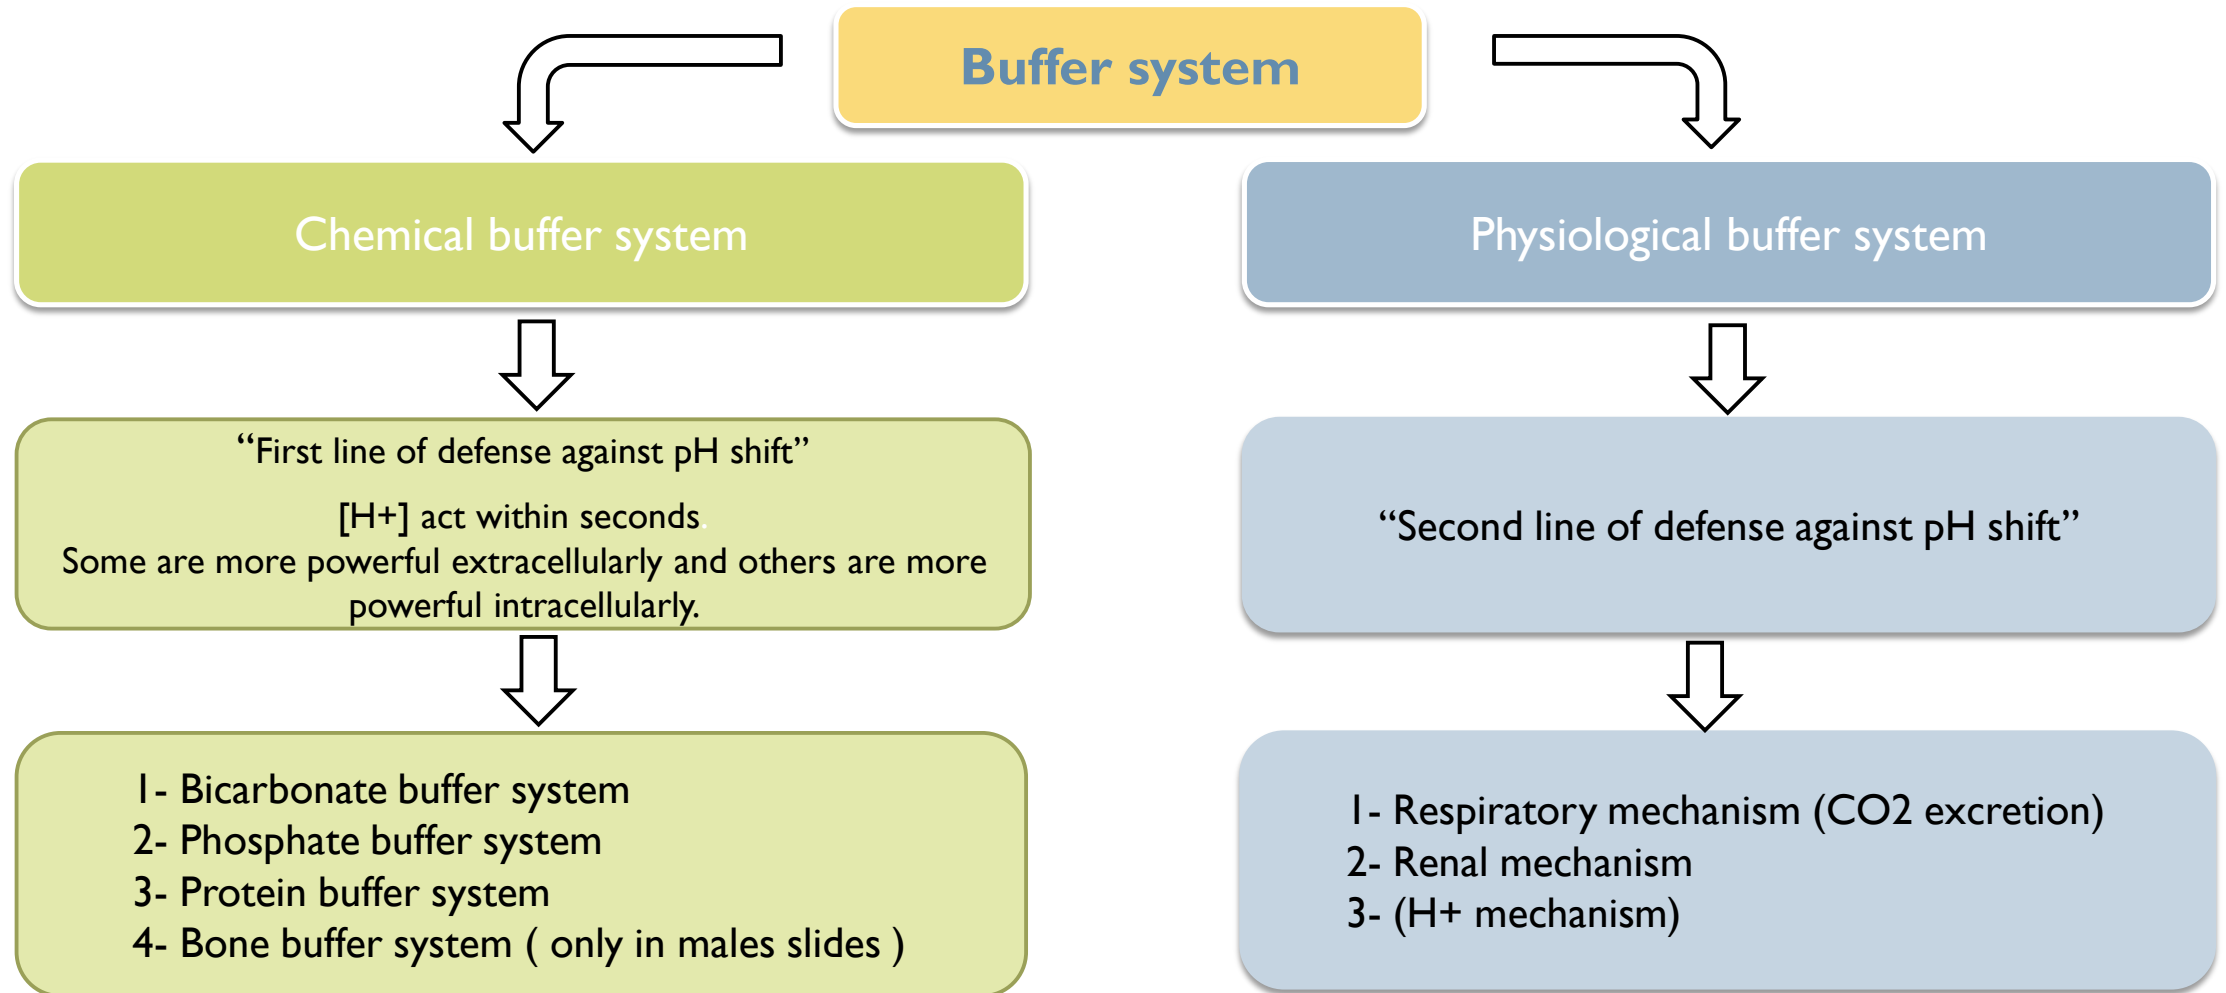 Buffer system
Chemical buffer system
Physiological buffer system
“First line of defense against pH shift”
[H+] act within seconds.
Some are more powerful extracellularly and others are more
powerful intracellularly.
“Second line of defense against pH shift”
1- Bicarbonate buffer system
2- Phosphate buffer system
3- Protein buffer system
4- Bone buffer system ( only in males slides )
1- Respiratory mechanism (CO2 excretion)
2- Renal mechanism
3- (H+ mechanism)